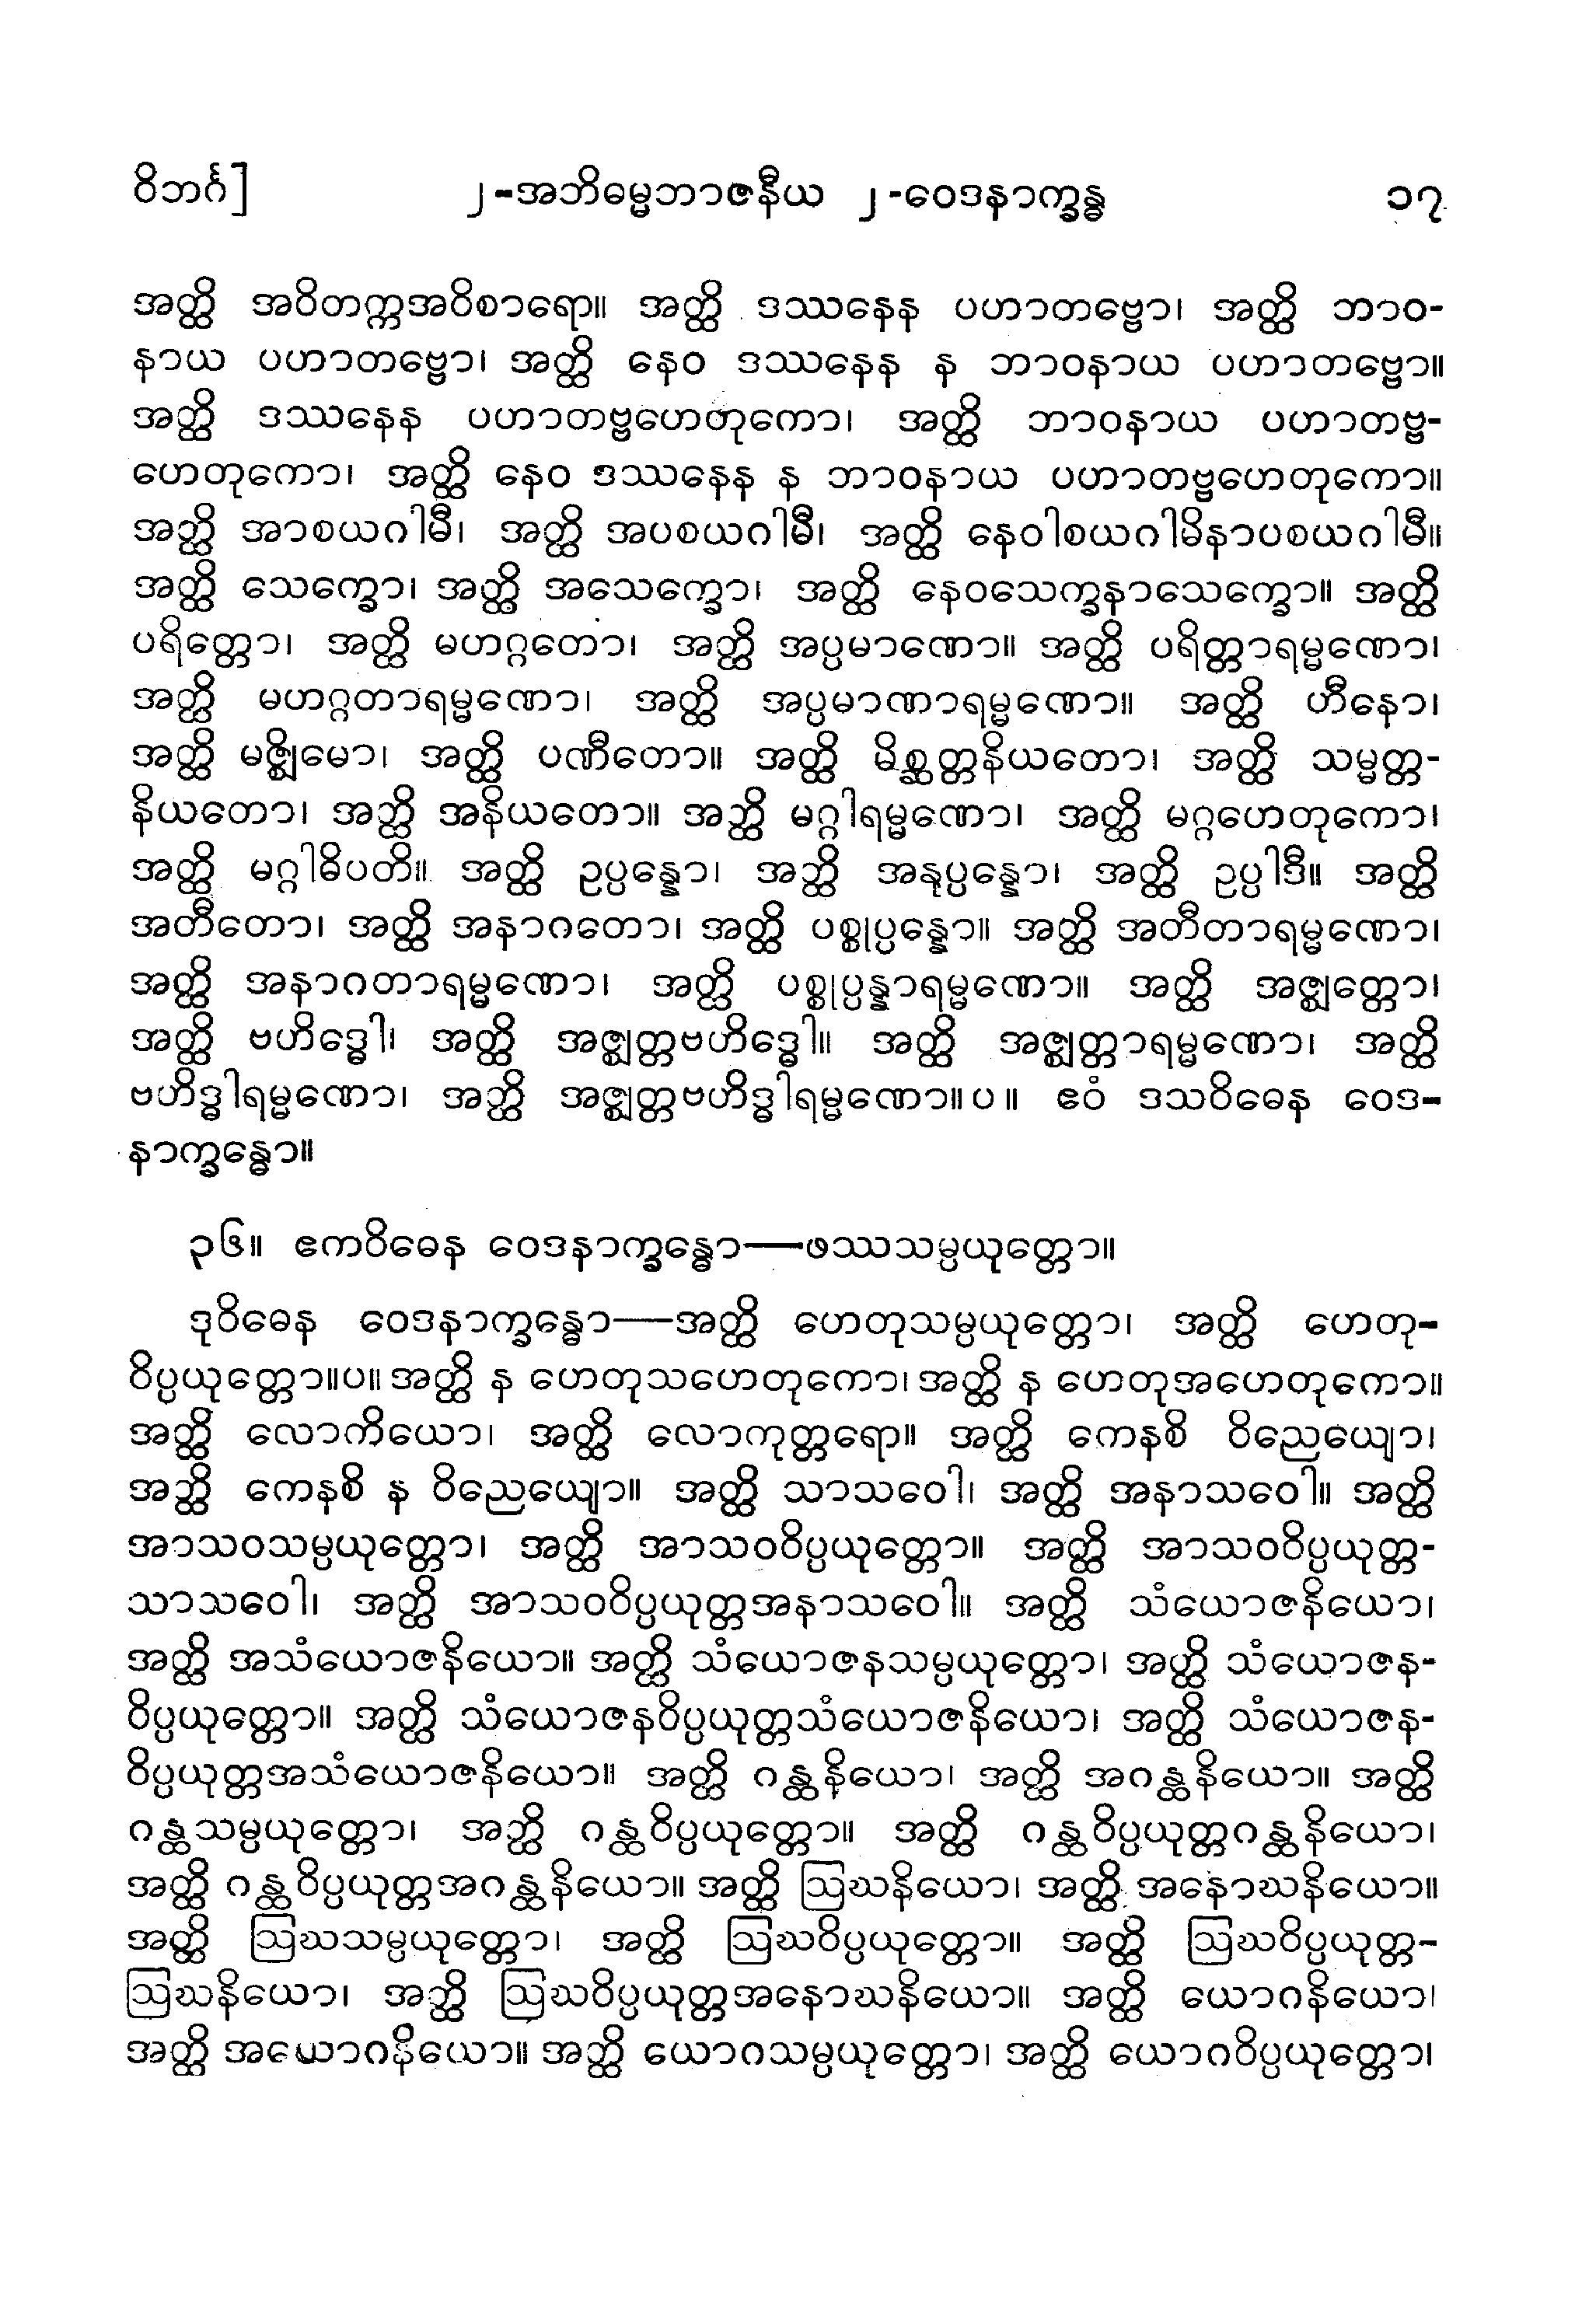 ဝိဘင်္ဂ] ၂-အဘိဓမ္မဘာဇနီယ ၂-ဝေဒနာက္ခန္ဓ ၁၇
အတ္ထိ အဝိတက္ကအဝိစာရော။ အတ္ထိ ဒဿနေန ပဟာတဗ္ဗော၊ အတ္ထိ ဘာဝ-
နာယ ပဟာတဗ္ဗော၊ အတ္ထိ နေဝ ဒဿနေန န ဘာဝနာယ ပဟာတဗ္ဗော။
အတ္ထိ ဒဿနေန ပဟာတဗ္ဗဟေတုကော၊ အတ္ထိ ဘာဝနာယ ပဟာတဗ္ဗ-
ဟေတုကော၊ အတ္ထိ နေဝ ဒဿနေန န ဘာဝနာယ ပဟာတဗ္ဗဟေတုကော။
အတ္ထိ အာစယဂါမီ၊ အတ္ထိ အပစယဂါမီ၊ အတ္ထိ နေဝါစယဂါမိနာပစယဂါမီ။
အတ္ထိ သေက္ခော၊ အတ္ထိ အသေက္ခော၊ အတ္ထိ နေဝသေက္ခနာသေက္ခော။ အတ္ထိ
ပရိတ္တော၊ အတ္ထိ မဟဂ္ဂတော၊ အတ္ထိ အပ္ပမာဏော။ အတ္ထိ ပရိတ္တာရမ္မဏော၊
အတ္ထိ မဟဂ္ဂတာရမ္မဏော၊ အတ္ထိ အပ္ပမာဏာရမ္မဏော။ အတ္ထိ ဟီနော၊
အတ္ထိ မဇ္ဈိမော၊ အတ္ထိ ပဏီတော။ အတ္ထိ မိစ္ဆတ္တနိယတော၊ အတ္ထိ သမ္မတ္တ-
နိယတော၊ အတ္ထိ အနိယတော။ အတ္ထိ မဂ္ဂါရမ္မဏော၊ အတ္ထိ မဂ္ဂဟေတုကော၊
အတ္ထိ မဂ္ဂါဓိပတိ။ အတ္ထိ ဥပ္ပန္နော၊ အတ္ထိ အနုပ္ပန္နော၊ အတ္ထိ ဥပ္ပါဒီ။ အတ္ထိ
အတီတော၊ အတ္ထိ အနာဂတော၊ အတ္ထိ ပစ္စုပ္ပန္နော။ အတ္ထိ အတီတာရမ္မဏော၊
အတ္ထိ အနာဂတာရမ္မဏော၊ အတ္ထိ ပစ္စုပ္ပန္နာရမ္မဏော။ အတ္ထိ အဇ္ဈတ္တော၊
အတ္ထိ ဗဟိဒ္ဓေါ၊ အတ္ထိ အဇ္ဈတ္တဗဟိဒ္ဓေါ။ အတ္ထိ အဇ္ဈတ္တာရမ္မဏော၊ အတ္ထိ
ဗဟိဒ္ဓါရမ္မဏော၊ အတ္ထိ အဇ္ဈတ္တဗဟိဒ္ဓါရမ္မဏော။ပ။ ဧဝံ ဒသဝိဓေန ဝေဒ-
နာက္ခန္ဓော။
၃၆။ ဧကဝိဓေန ဝေဒနာက္ခန္ဓော—ဖဿသမ္ပယုတ္တော။
ဒုဝိဓေန ဝေဒနာက္ခန္ဓော—အတ္ထိ ဟေတုသမ္ပယုတ္တော၊ အတ္ထိ ဟေတု-
ဝိပ္ပယုတ္တော။ပ။ အတ္ထိ န ဟေတုသဟေတုကော၊ အတ္ထိ န ဟေတုအဟေတုကော။
အတ္ထိ လောကိယော၊ အတ္ထိ လောကုတ္တရော။ အတ္ထိ ကေနစိ ဝိညေယျော၊
အတ္ထိ ကေနစိ န ဝိညေယျော။ အတ္ထိ သာသဝေါ၊ အတ္ထိ အနာသဝေါ။ အတ္ထိ
အာသဝသမ္ပယုတ္တော၊ အတ္ထိ အာသဝဝိပ္ပယုတ္တော။ အတ္ထိ အာသဝဝိပ္ပယုတ္တ-
သာသဝေါ၊ အတ္ထိ အာသဝဝိပ္ပယုတ္တအနာသဝေါ။ အတ္ထိ သံယောဇနိယော၊
အတ္ထိ အသံယောဇနိယော။ အတ္ထိ သံယောဇနသမ္ပယုတ္တော၊ အတ္ထိ သံယောဇန-
ဝိပ္ပယုတ္တော။ အတ္ထိ သံယောဇနဝိပ္ပယုတ္တသံယောဇနိယော၊ အတ္ထိ သံယောဇန-
ဝိပ္ပယုတ္တအသံယောဇနိယော။ အတ္ထိ ဂန္ထနိယော၊ အတ္ထိ အဂန္ထနိယော။ အတ္ထိ
ဂန္ထသမ္ပယုတ္တော၊ အတ္ထိ ဂန္ထဝိပ္ပယုတ္တော။ အတ္ထိ ဂန္ထဝိပ္ပယုတ္တဂန္ထနိယော၊
အတ္ထိ ဂန္ထဝိပ္ပယုတ္တအဂန္ထနိယော။ အတ္ထိ ဩဃနိယော၊ အတ္ထိ အနောဃနိယော။
အတ္ထိ ဩဃသမ္ပယုတ္တော၊ အတ္ထိ ဩဃဝိပ္ပယုတ္တော။ အတ္ထိ ဩဃဝိပ္ပယုတ္တ-
ဩဃနိယော၊ အတ္ထိ ဩဃဝိပ္ပယုတ္တအနောဃနိယော။ အတ္ထိ ယောဂနိယော၊
အတ္ထိ အယောဂနိယော။ အတ္ထိ ယောဂသမ္ပယုတ္တော၊ အတ္ထိ ယောဂဝိပ္ပယုတ္တော၊